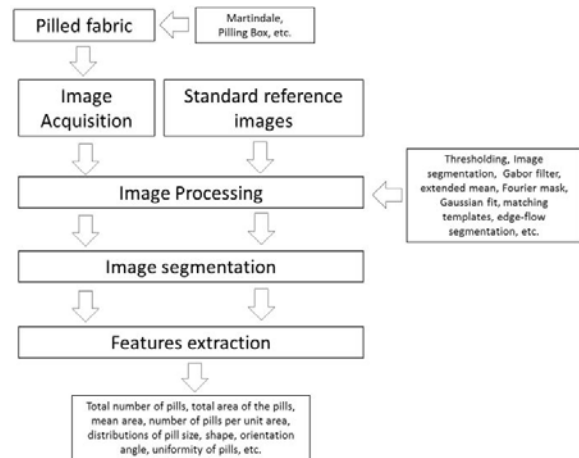 Pilled fabric
Martindale,
Pilling Box, etc.
Image
Acquisition
Standard reference
images
Thresholding, Image
segmentation, Gabor filter,
extended mean, Fourier mask,
Gaussian fit, matching
templates, edge-flow
segmentation, etc.
Image Processing
Image segmentation
Features extraction
Total number of pills, total area of the pills,
mean area, number of pills per unit area,
distributions of pill size, shape, orientation
angle, uniformity of pills, etc.